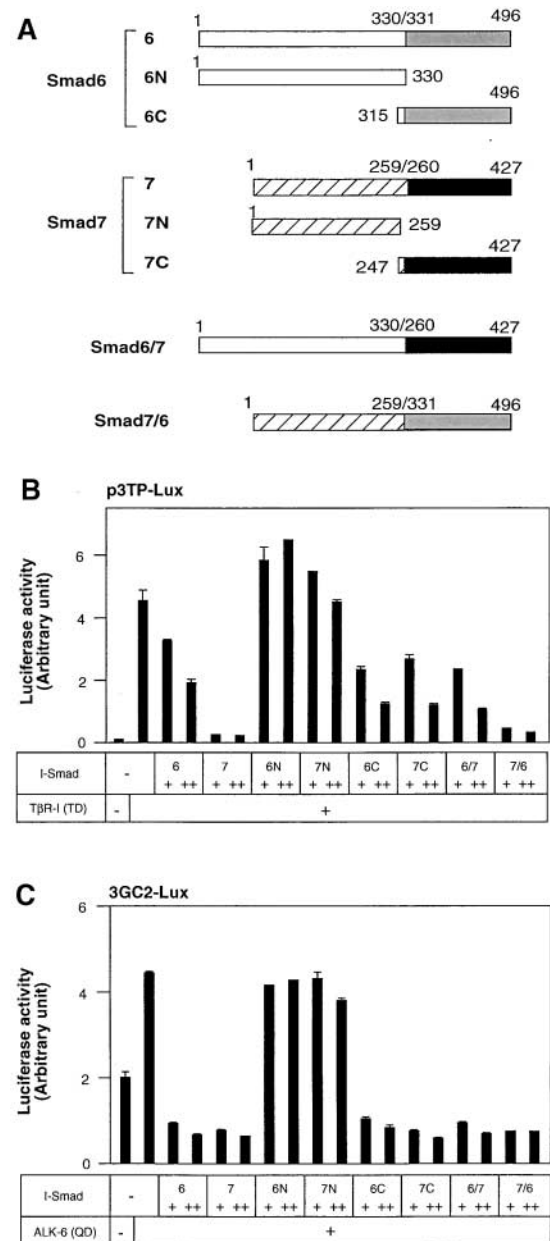 A
Smad6
6
1
330/331
496
6N
1
330
6C
315
496
Smad7
7
1
259/260
427
7N
1
259
7C
247
427
Smad6/7
1
330/260
427
Smad7/6
1
259/331
496
B
p3TP-Lux
Luciferase activity
(Arbitrary unit)
6
4
2
0
I-Smad - 6 7 6N 7N 6C 7C 6/7 7/6
+ ++ + ++ + ++ + ++ + ++ + ++ + ++ + ++
TβR-I (TD) - +
C
3GC2-Lux
Luciferase activity
(Arbitrary unit)
6
4
2
0
I-Smad - 6 7 6N 7N 6C 7C 6/7 7/6
+ ++ + ++ + ++ + ++ + ++ + ++ + ++ + ++
ALK-6 (QD) - +